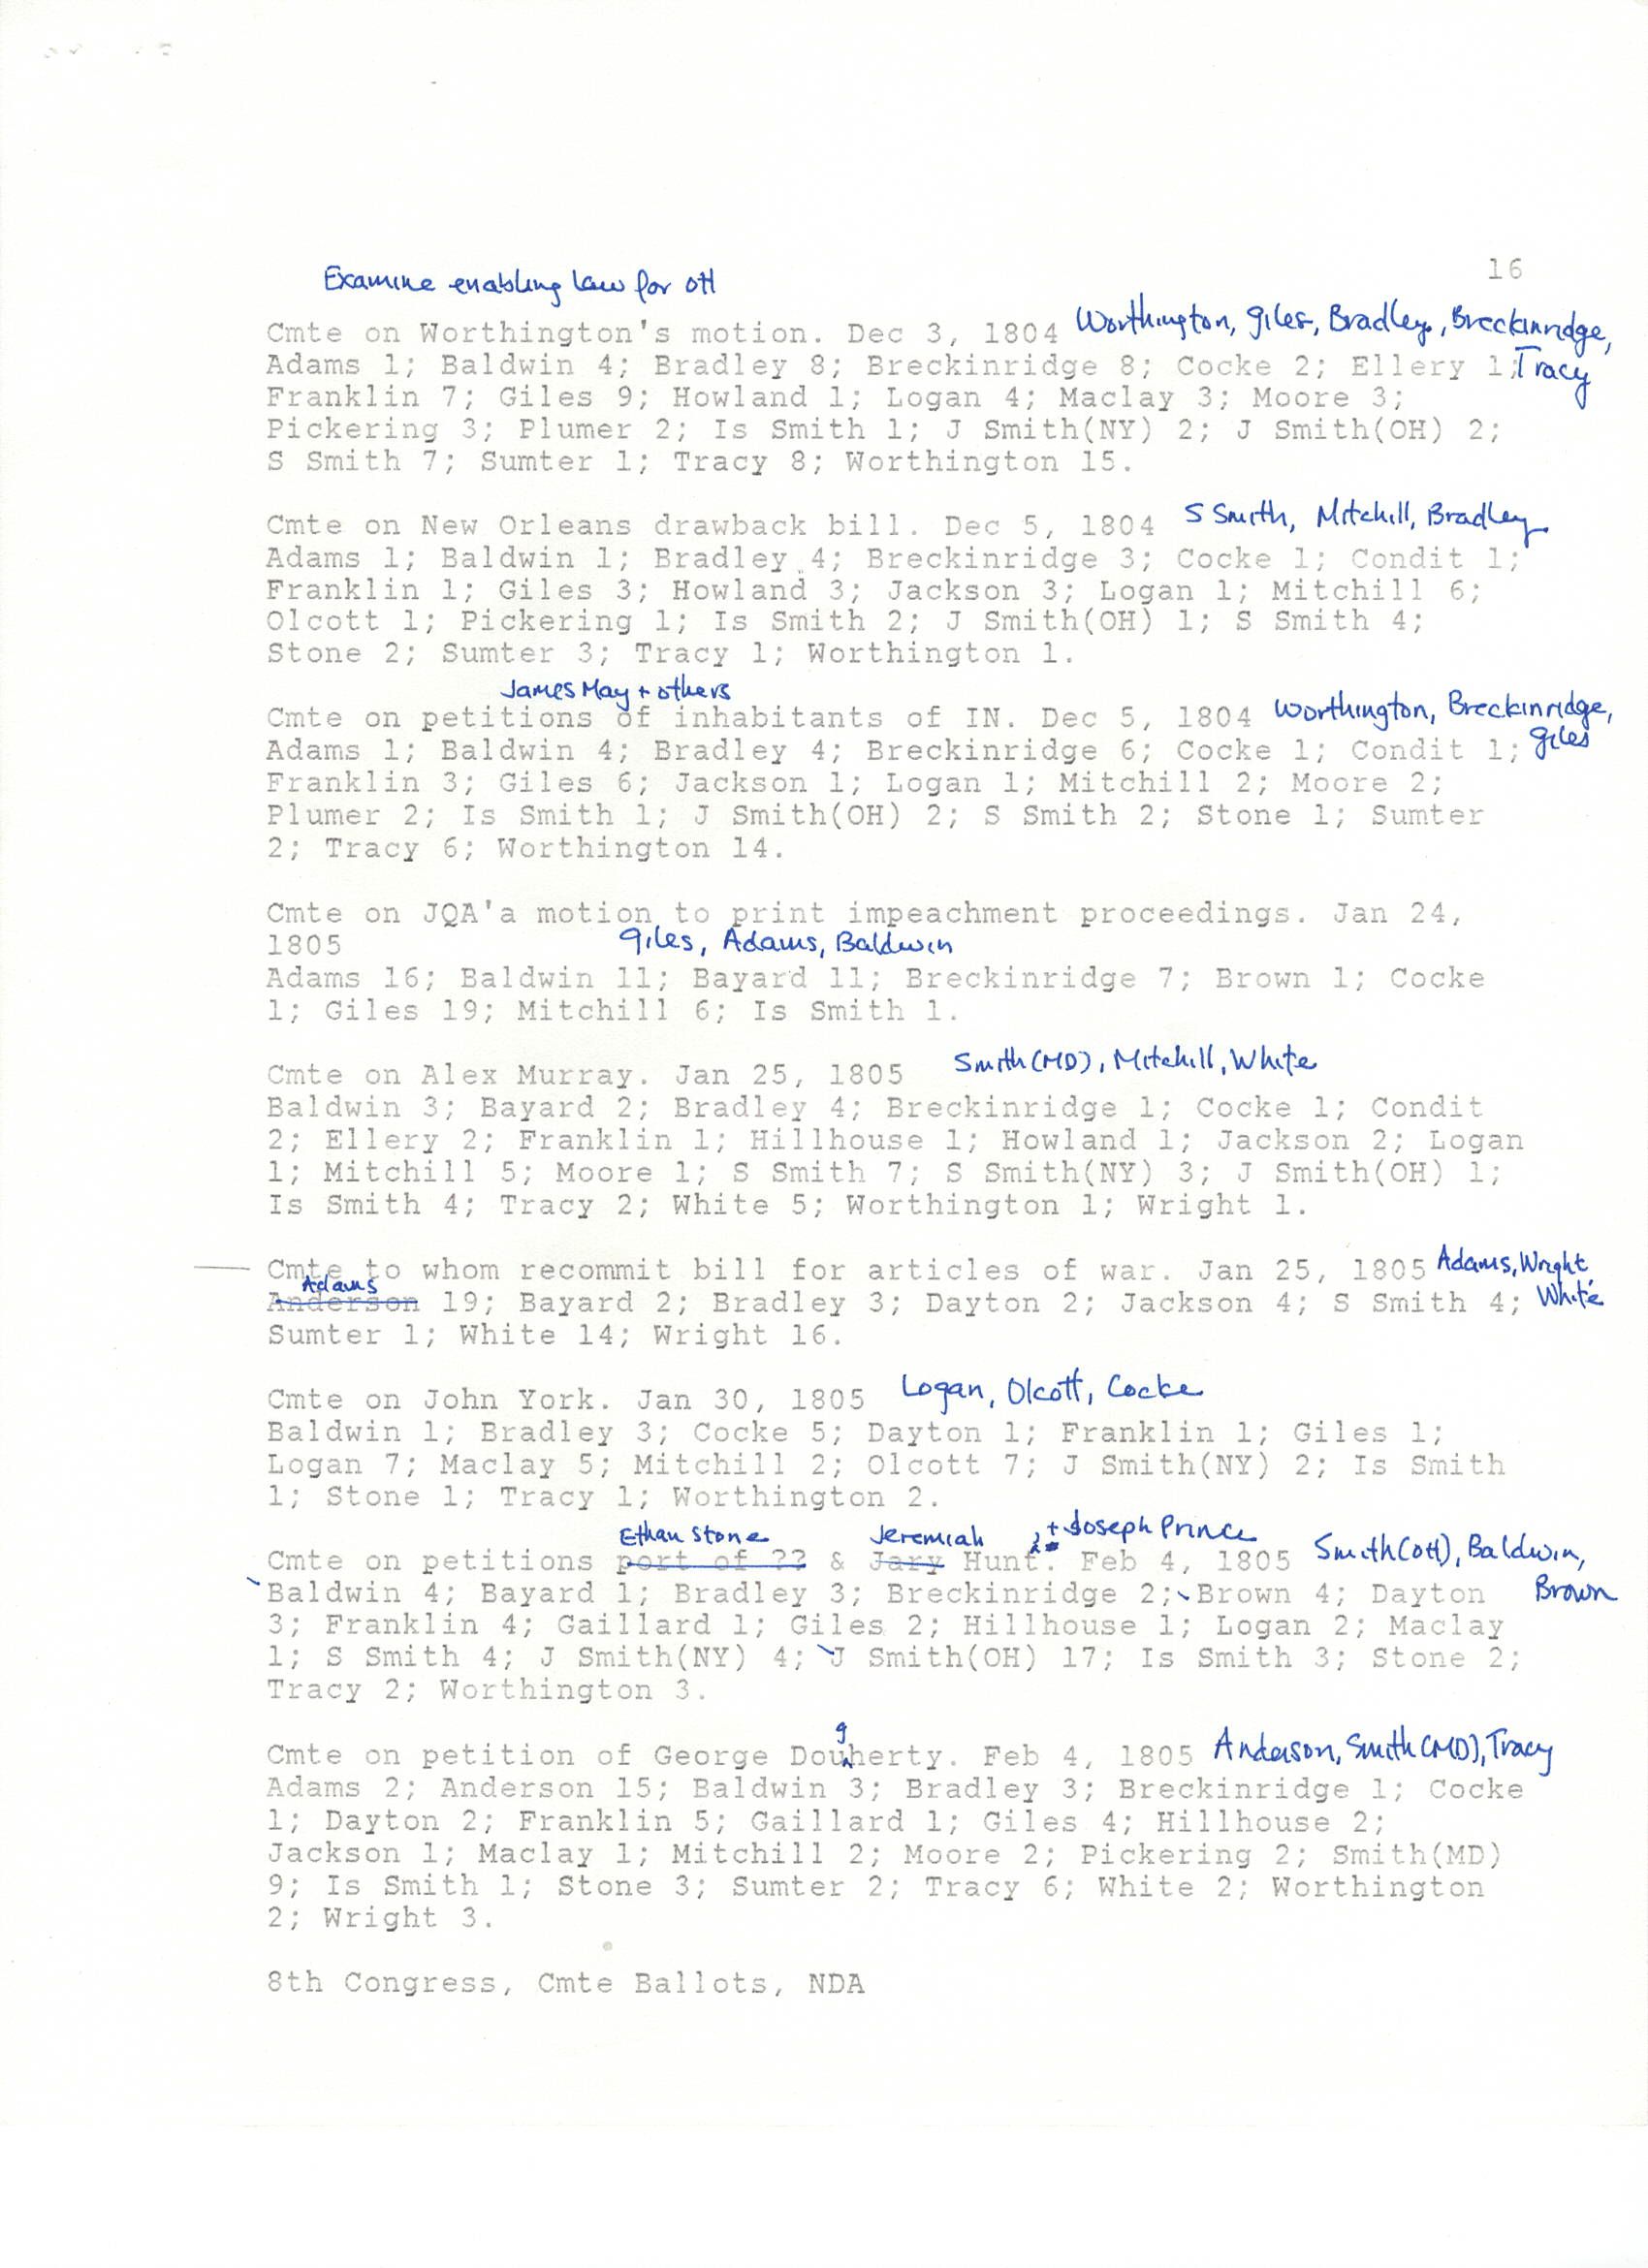 16
Examine enabling law for OH
Cmte on Worthington's motion. Dec 3, 1804 Worthington, Giles, Bradley, Breckinridge,
Adams 1; Baldwin 4; Bradley 8; Breckinridge 8; Cocke 2; Ellery 1; Tracy
Franklin 7; Giles 9; Howland 1; Logan 4; Maclay 3; Moore 3;
Pickering 3; Plumer 2; Is Smith 1; J Smith(NY) 2; J Smith(OH) 2;
S Smith 7; Sumter 1; Tracy 8; Worthington 15.
Cmte on New Orleans drawback bill. Dec 5, 1804 S Smith, Mitchill, Bradley
Adams 1; Baldwin 1; Bradley 4; Breckinridge 3; Cocke 1; Condit 1;
Franklin 1; Giles 3; Howland 3; Jackson 3; Logan 1; Mitchill 6;
Olcott 1; Pickering 1; Is Smith 2; J Smith(OH) 1; S Smith 4;
Stone 2; Sumter 3; Tracy 1; Worthington 1.
James May + others
Cmte on petitions of inhabitants of IN. Dec 5, 1804 Worthington, Breckinridge,
Adams 1; Baldwin 4; Bradley 4; Breckinridge 6; Cocke 1; Condit 1; Giles
Franklin 3; Giles 6; Jackson 1; Logan 1; Mitchill 2; Moore 2;
Plumer 2; Is Smith 1; J Smith(OH) 2; S Smith 2; Stone 1; Sumter
2; Tracy 6; Worthington 14.
Cmte on JQA'a motion to print impeachment proceedings. Jan 24,
1805 Giles, Adams, Baldwin
Adams 16; Baldwin 11; Bayard 11; Breckinridge 7; Brown 1; Cocke
1; Giles 19; Mitchill 6; Is Smith 1.
Cmte on Alex Murray. Jan 25, 1805 Smith(MD), Mitchill, White
Baldwin 3; Bayard 2; Bradley 4; Breckinridge 1; Cocke 1; Condit
2; Ellery 2; Franklin 1; Hillhouse 1; Howland 1; Jackson 2; Logan
1; Mitchill 5; Moore 1; S Smith 7; S Smith(NY) 3; J Smith(OH) 1;
Is Smith 4; Tracy 2; White 5; Worthington 1; Wright 1.
Cmte to whom recommit bill for articles of war. Jan 25, 1805 Adams, Wright,
Adams
Anderson 19; Bayard 2; Bradley 3; Dayton 2; Jackson 4; S Smith 4; White
Sumter 1; White 14; Wright 16.
Cmte on John York. Jan 30, 1805 Logan, Olcott, Cocke
Baldwin 1; Bradley 3; Cocke 5; Dayton 1; Franklin 1; Giles 1;
Logan 7; Maclay 5; Mitchill 2; Olcott 7; J Smith(NY) 2; Is Smith
1; Stone 1; Tracy 1; Worthington 2.
Ethan Stone Jeremiah , + Joseph Prince
Cmte on petitions port of ?? & Jary Hunt. Feb 4, 1805 Smith(OH), Baldwin,
Baldwin 4; Bayard 1; Bradley 3; Breckinridge 2; Brown 4; Dayton Brown
3; Franklin 4; Gaillard 1; Giles 2; Hillhouse 1; Logan 2; Maclay
1; S Smith 4; J Smith(NY) 4; J Smith(OH) 17; Is Smith 3; Stone 2;
Tracy 2; Worthington 3.
g
Cmte on petition of George Douherty. Feb 4, 1805 Anderson, Smith(MD), Tracy
Adams 2; Anderson 15; Baldwin 3; Bradley 3; Breckinridge 1; Cocke
1; Dayton 2; Franklin 5; Gaillard 1; Giles 4; Hillhouse 2;
Jackson 1; Maclay 1; Mitchill 2; Moore 2; Pickering 2; Smith(MD)
9; Is Smith 1; Stone 3; Sumter 2; Tracy 6; White 2; Worthington
2; Wright 3.
8th Congress, Cmte Ballots, NDA